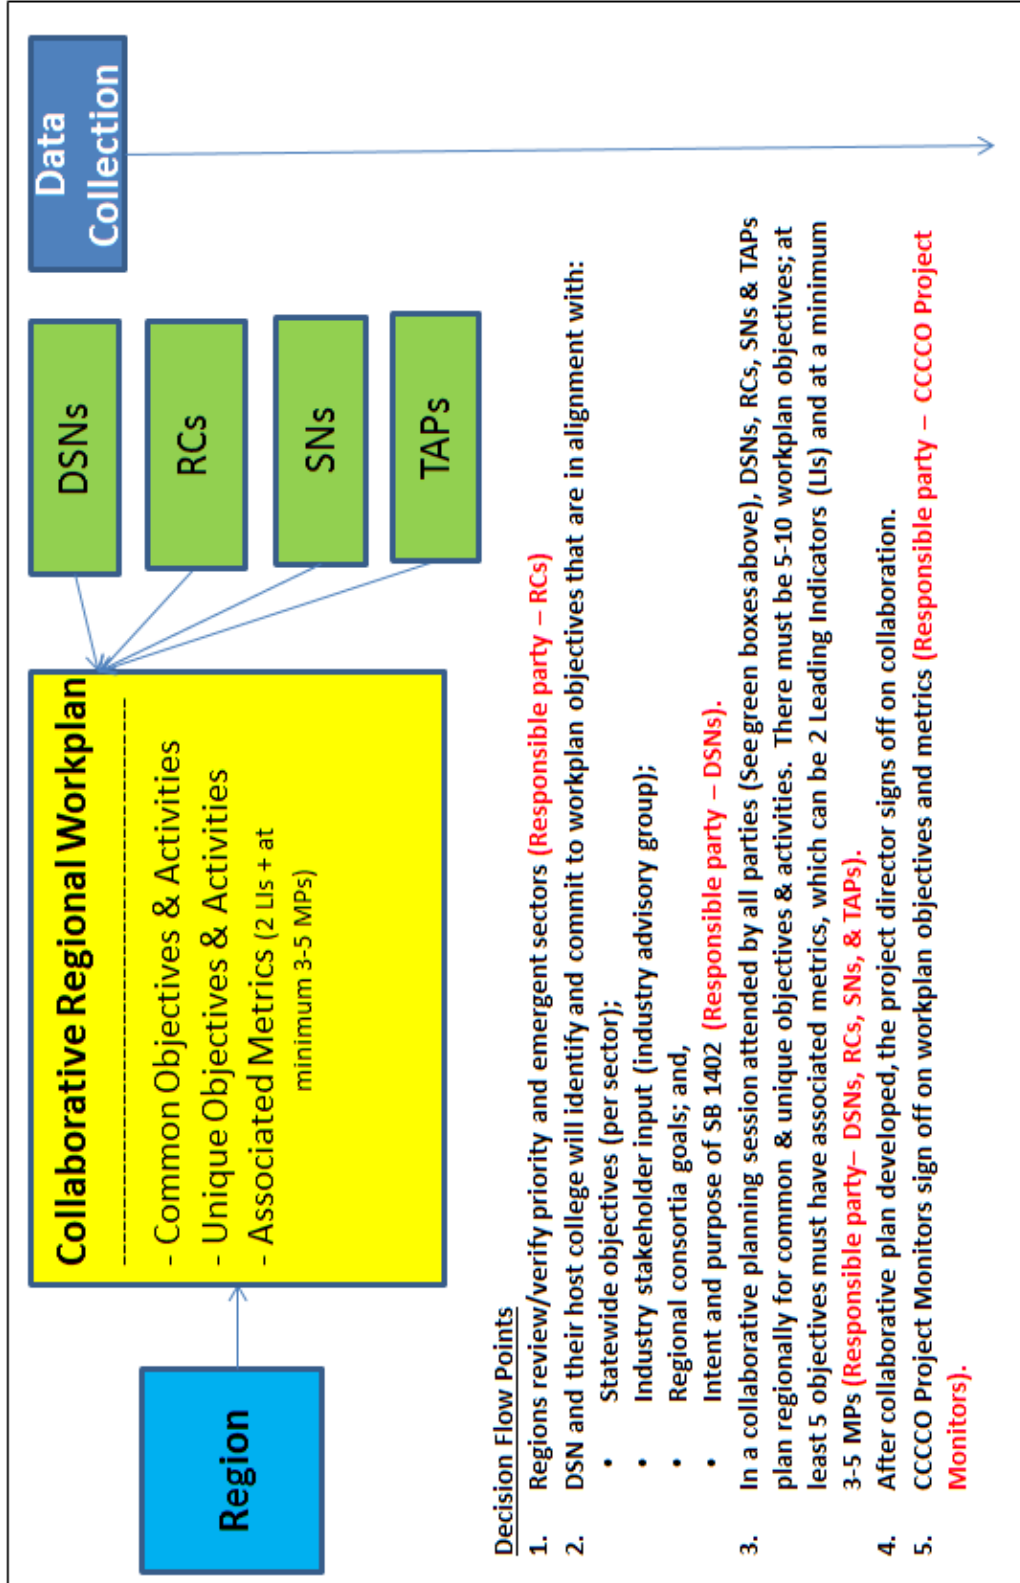 Region
Collaborative Regional Workplan
- Common Objectives & Activities
- Unique Objectives & Activities
- Associated Metrics (2 LIs + at
minimum 3-5 MPs)
DSNs
RCs
SNs
TAPs
Data
Collection
Decision Flow Points
1. Regions review/verify priority and emergent sectors (Responsible party – RCs)
2. DSN and their host college will identify and commit to workplan objectives that are in alignment with:
• Statewide objectives (per sector);
• Industry stakeholder input (industry advisory group);
• Regional consortia goals; and,
• Intent and purpose of SB 1402 (Responsible party – DSNs).
3. In a collaborative planning session attended by all parties (See green boxes above), DSNs, RCs, SNs & TAPs
plan regionally for common & unique objectives & activities. There must be 5-10 workplan objectives; at
least 5 objectives must have associated metrics, which can be 2 Leading Indicators (LIs) and at a minimum
3-5 MPs (Responsible party– DSNs, RCs, SNs, & TAPs).
4. After collaborative plan developed, the project director signs off on collaboration.
5. CCCCO Project Monitors sign off on workplan objectives and metrics (Responsible party – CCCCO Project
Monitors).